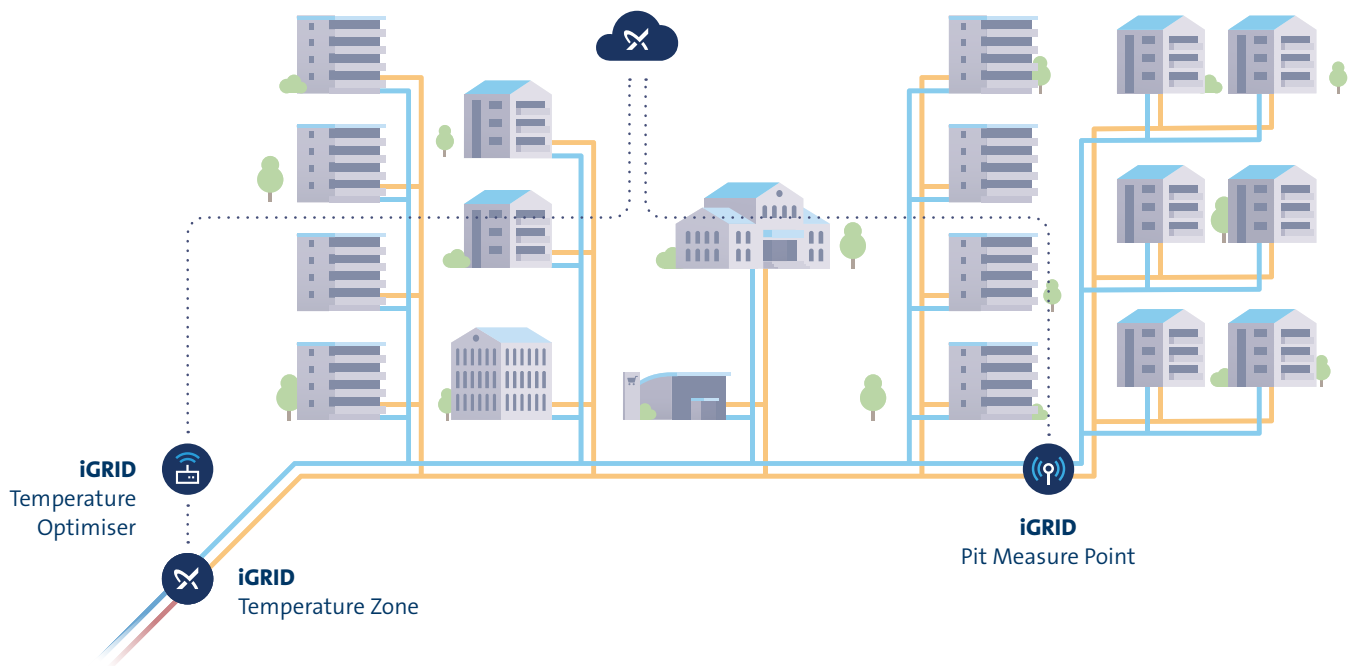 iGRID
Temperature
Optimiser
iGRID
Temperature Zone
iGRID
Pit Measure Point